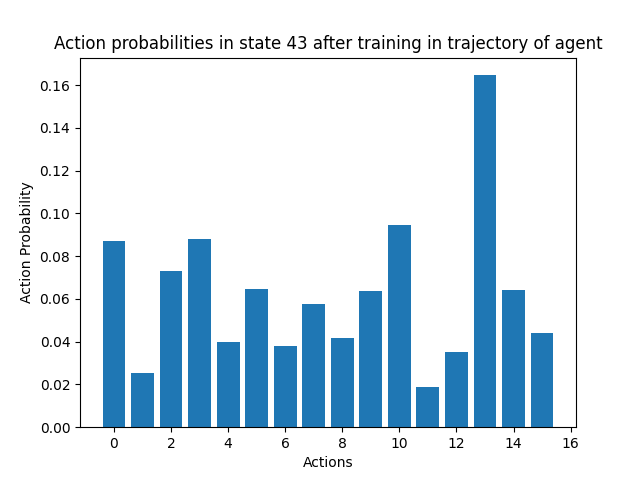 Action probabilities in state 43 after training in trajectory of agent
0.16
0.14
0.12
0.10
0.08
0.06
0.04
0.02
0.00
Action Probability
0 2 4 6 8 10 12 14 16
Actions